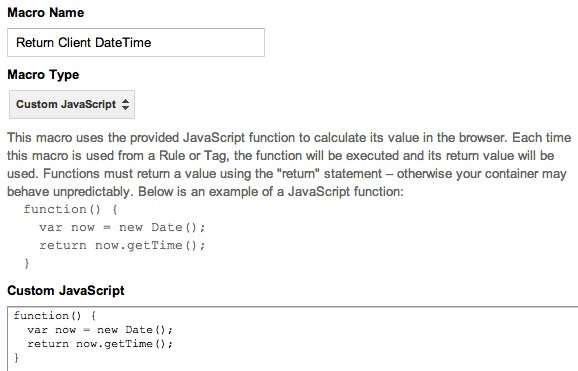 Macro Name
Return Client DateTime
Macro Type
Custom JavaScript
This macro uses the provided JavaScript function to calculate its value in the browser. Each time
this macro is used from a Rule or Tag, the function will be executed and its return value will be
used. Functions must return a value using the "return" statement – otherwise your container may
behave unpredictably. Below is an example of a JavaScript function:
function() {
var now = new Date();
return now.getTime();
}
Custom JavaScript
function() {
var now = new Date();
return now.getTime();
}